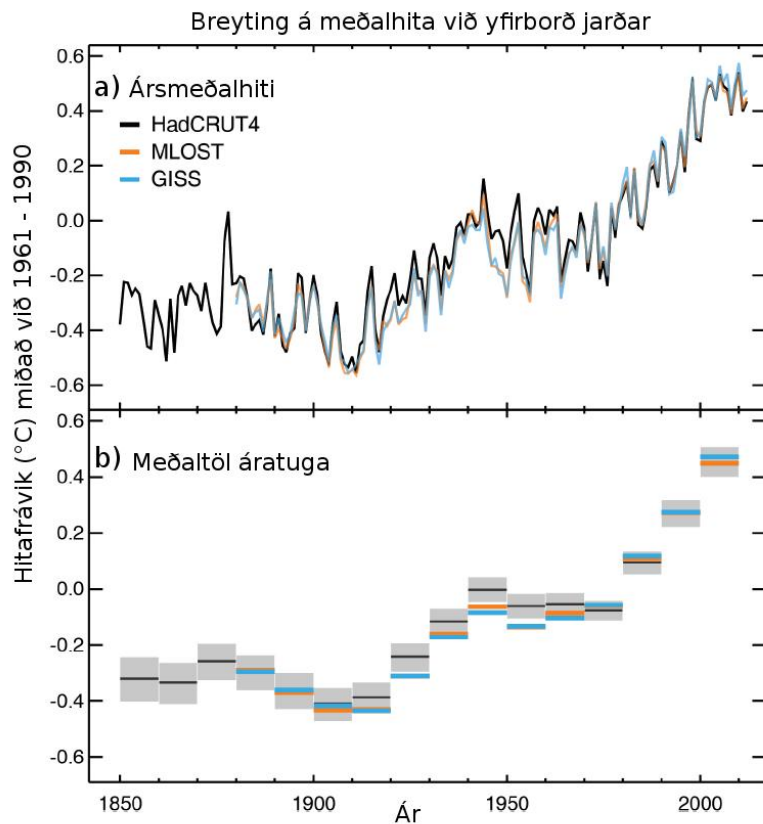 Breyting á meðalhita við yfirborð jarðar
Hitafrávik (°C) miðað við 1961 - 1990
a) Ársmeðalhiti
HadCRUT4
MLOST
GISS
0.6
0.4
0.2
0.0
-0.2
-0.4
-0.6
b) Meðaltöl áratuga
0.6
0.4
0.2
0.0
-0.2
-0.4
-0.6
1850 1900 1950 2000
Ár